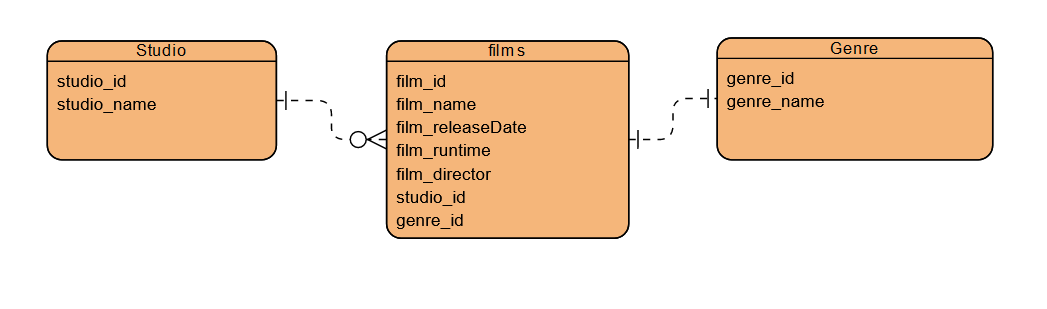 Studio
studio_id
studio_name
films
film_id
film_name
film_releaseDate
film_runtime
film_director
studio_id
genre_id
Genre
genre_id
genre_name